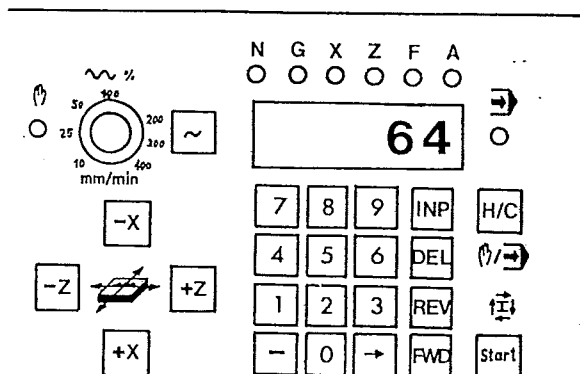 N G X Z F A
%
50 100 200
25 300
10 400
mm/min
~
64
-X
-Z +Z
+X
7 8 9 INP H/C
4 5 6 DEL /
1 2 3 REV
- 0 → FWD Start